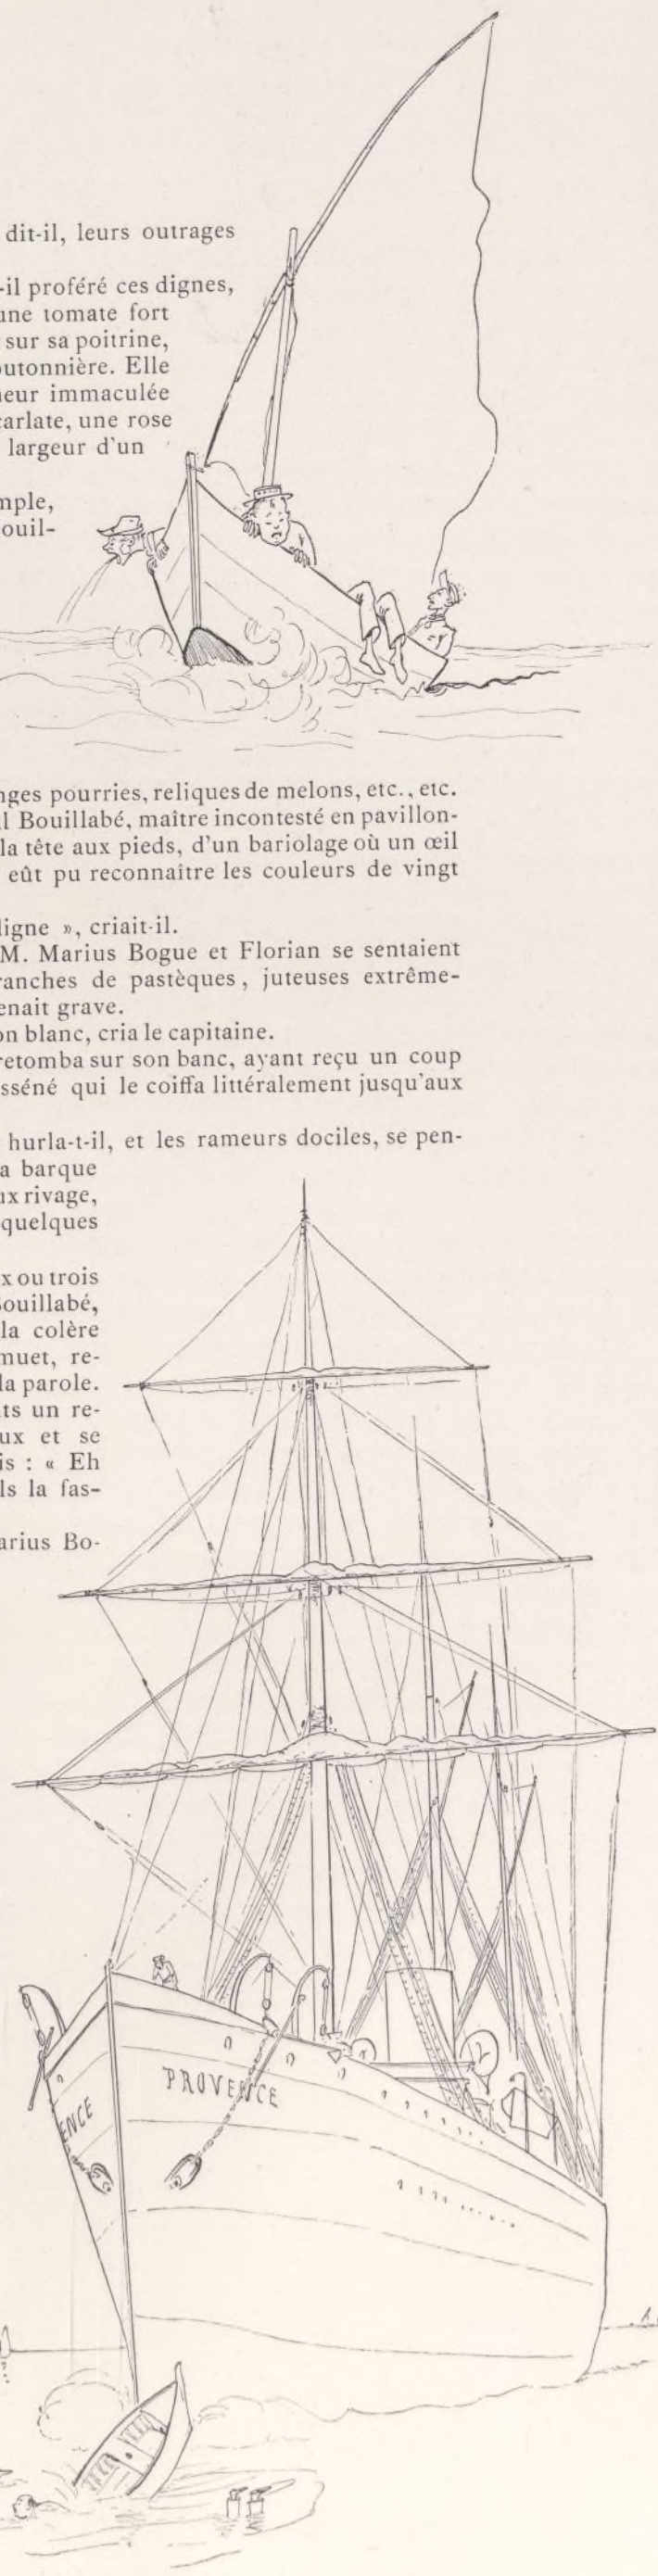 dit-il, leurs outrages
-il proféré ces dignes,
une tomate fort
sur sa poitrine,
outonnière. Elle
heur immaculée
carlate, une rose
largeur d'un
mple,
ouil-
nges pourries, reliques de melons, etc., etc.
l Bouillabé, maître incontesté en pavillon-
la tête aux pieds, d'un bariolage où un œil
eût pu reconnaître les couleurs de vingt
ligne », criait-il.
M. Marius Bogue et Florian se sentaient
ranches de pastèques, juteuses extrême-
enait grave.
on blanc, cria le capitaine.
retomba sur son banc, ayant reçu un coup
sséné qui le coiffa littéralement jusqu'aux
hurla-t-il, et les rameurs dociles, se pen-
a barque
ux rivage,
quelques
x ou trois
Bouillabé,
la colère
muet, re-
la parole.
ts un re-
ux et se
is : « Eh
ls la fas-
arius Bo-
PROVENCE
ENCE